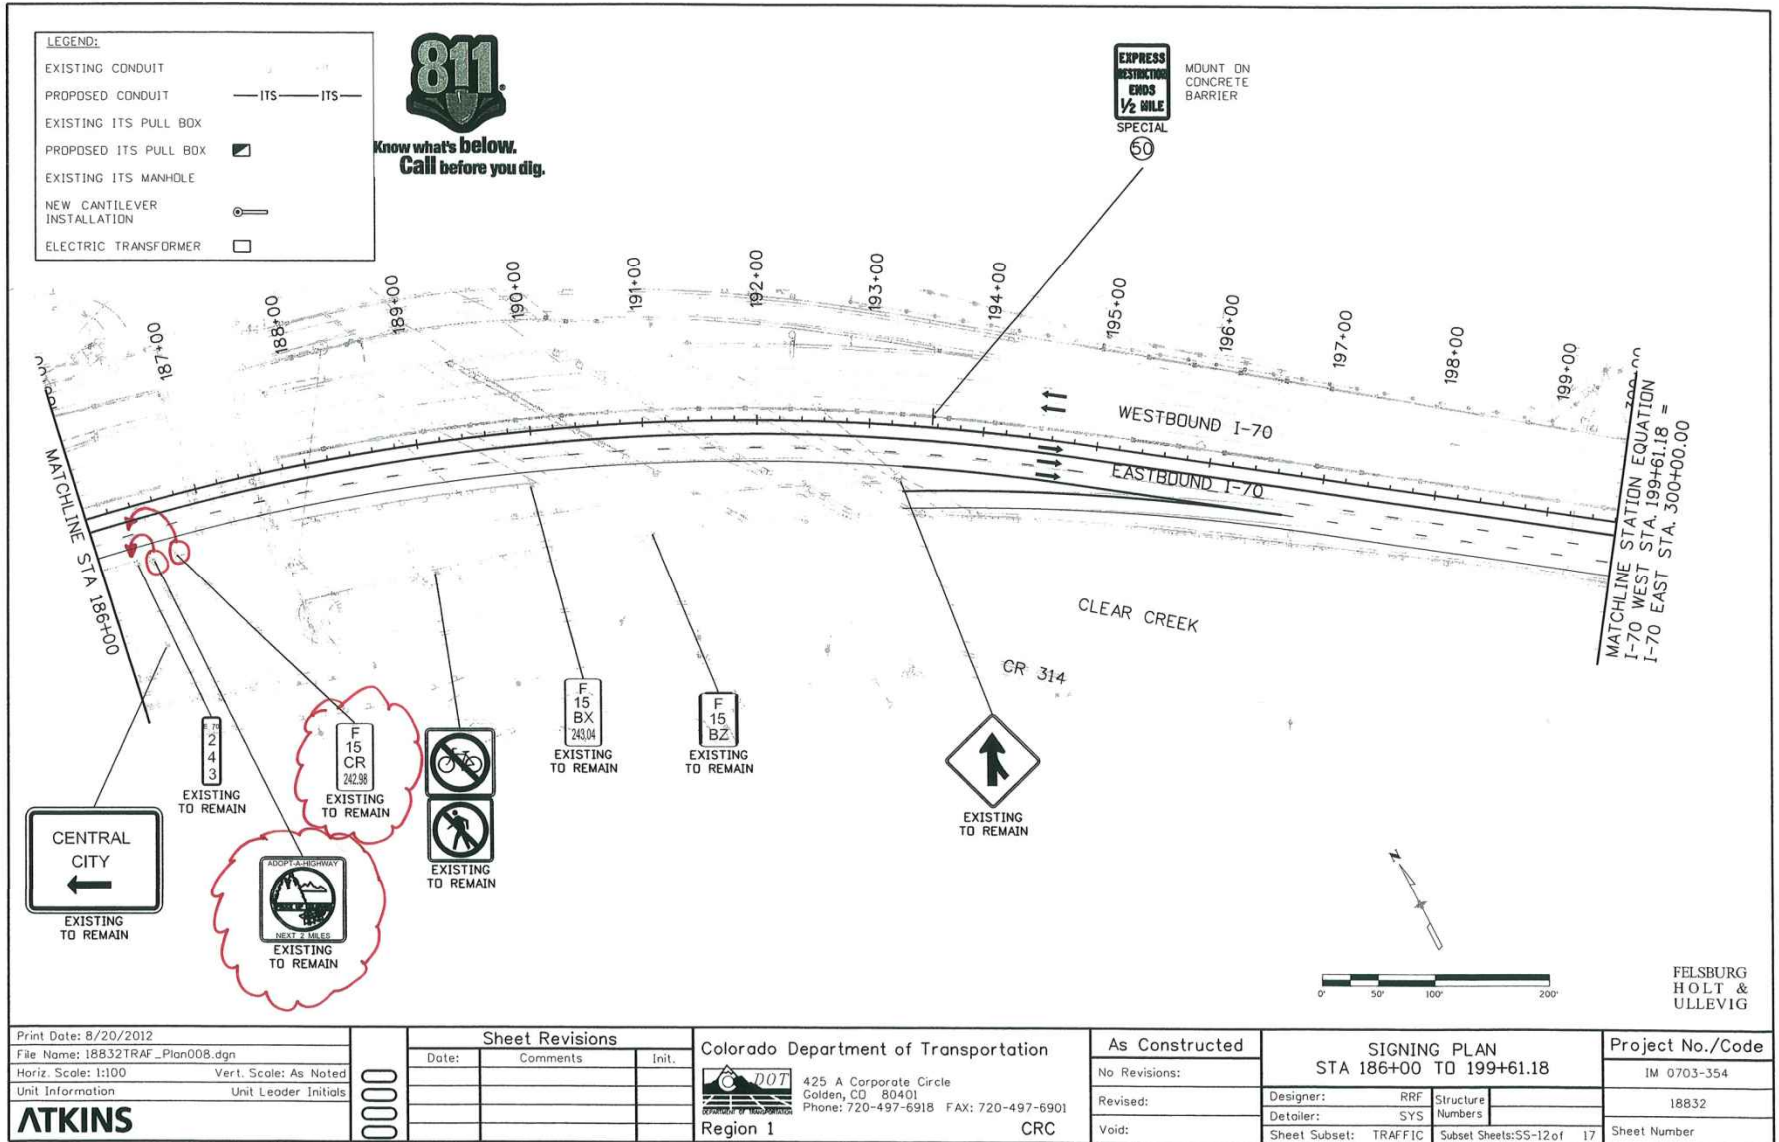 LEGEND:
EXISTING CONDUIT
PROPOSED CONDUIT ITS ITS
EXISTING ITS PULL BOX
PROPOSED ITS PULL BOX
EXISTING ITS MANHOLE
NEW CANTILEVER
INSTALLATION
ELECTRIC TRANSFORMER
811
Know what's below.
Call before you dig.
EXPRESS
RESTRICTION
ENDS
1/2 MILE
SPECIAL
50
MOUNT ON
CONCRETE
BARRIER
187+00
188+00
189+00
190+00
191+00
192+00
193+00
194+00
195+00
196+00
197+00
198+00
199+00
WESTBOUND I-70
EASTBOUND I-70
MATCHLINE STA 186+00
MATCHLINE STATION EQUATION
I-70 WEST STA. 199+61.18 =
I-70 EAST STA. 300+00.00
CLEAR CREEK
CR 314
CENTRAL
CITY
EXISTING
TO REMAIN
E 70
2
4
3
EXISTING
TO REMAIN
ADOPT-A-HIGHWAY
NEXT 2 MILES
EXISTING
TO REMAIN
F
15
CR
242.98
EXISTING
TO REMAIN
EXISTING
TO REMAIN
F
15
BX
243.04
EXISTING
TO REMAIN
F
15
BZ
EXISTING
TO REMAIN
EXISTING
TO REMAIN
N
0' 50' 100' 200'
FELSBURG
HOLT &
ULLEVIG
Print Date: 8/20/2012
File Name: 18832TRAF_Plan008.dgn
Horiz. Scale: 1:100 Vert. Scale: As Noted
Unit Information Unit Leader Initials
ATKINS
Sheet Revisions
Date: Comments Init.
Colorado Department of Transportation
DOT
DEPARTMENT OF TRANSPORTATION
425 A Corporate Circle
Golden, CO 80401
Phone: 720-497-6918 FAX: 720-497-6901
Region 1 CRC
As Constructed
No Revisions:
Revised:
Void:
SIGNING PLAN
STA 186+00 TO 199+61.18
Designer: RRF
Detailer: SYS
Structure
Numbers
Sheet Subset: TRAFFIC
Subset Sheets: SS-12 of 17
Project No./Code
IM 0703-354
18832
Sheet Number